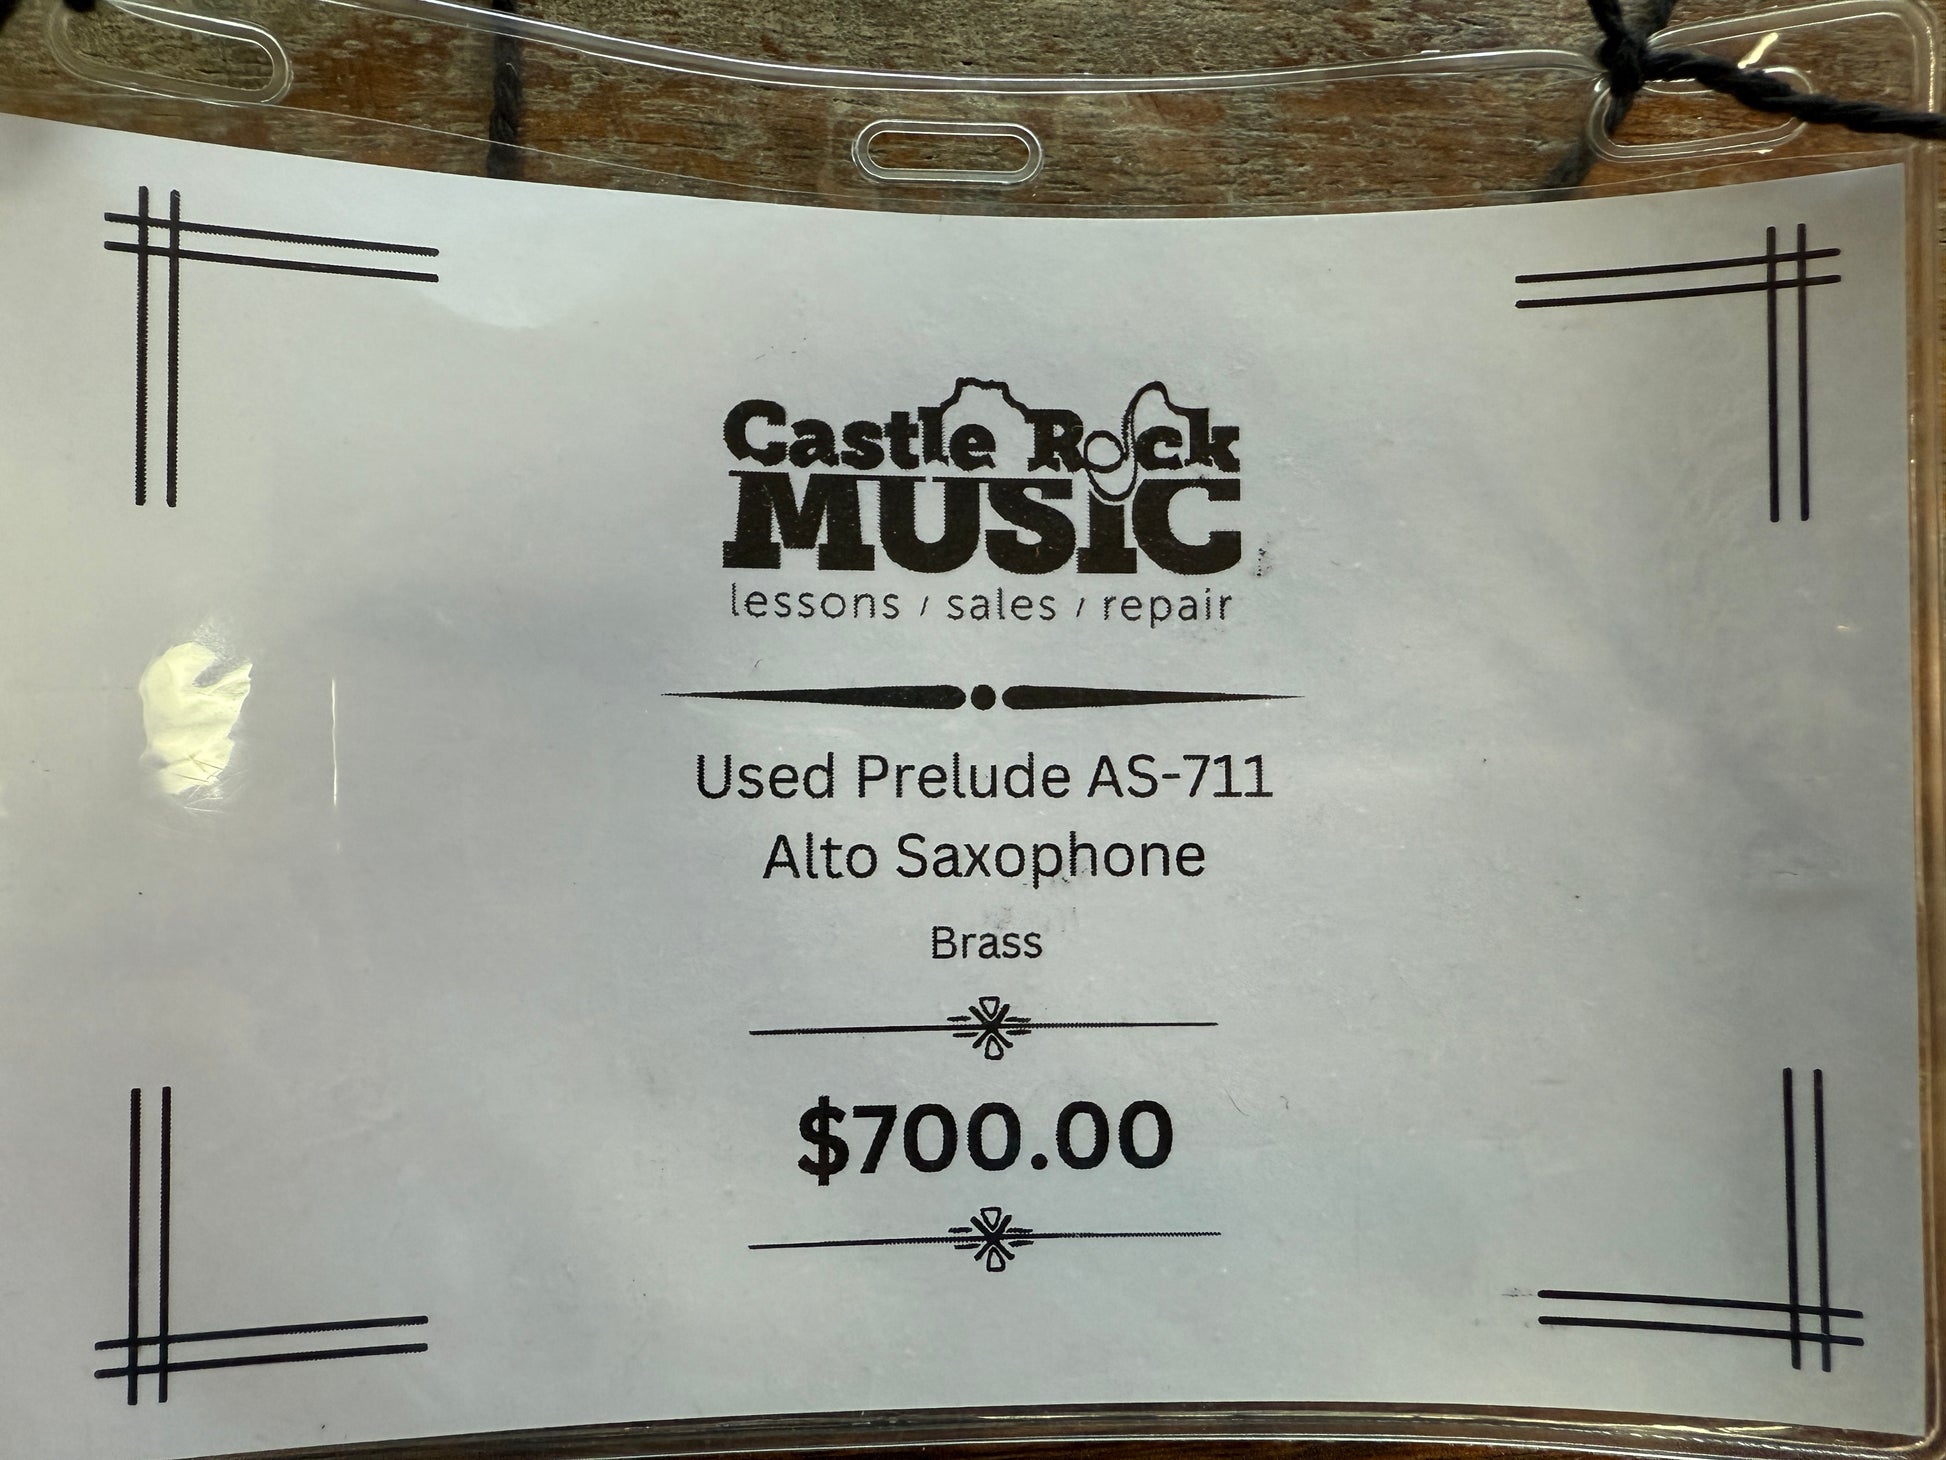 Castle Rock
MUSiC
lessons / sales / repair
Used Prelude AS-711
Alto Saxophone
Brass
$700.00